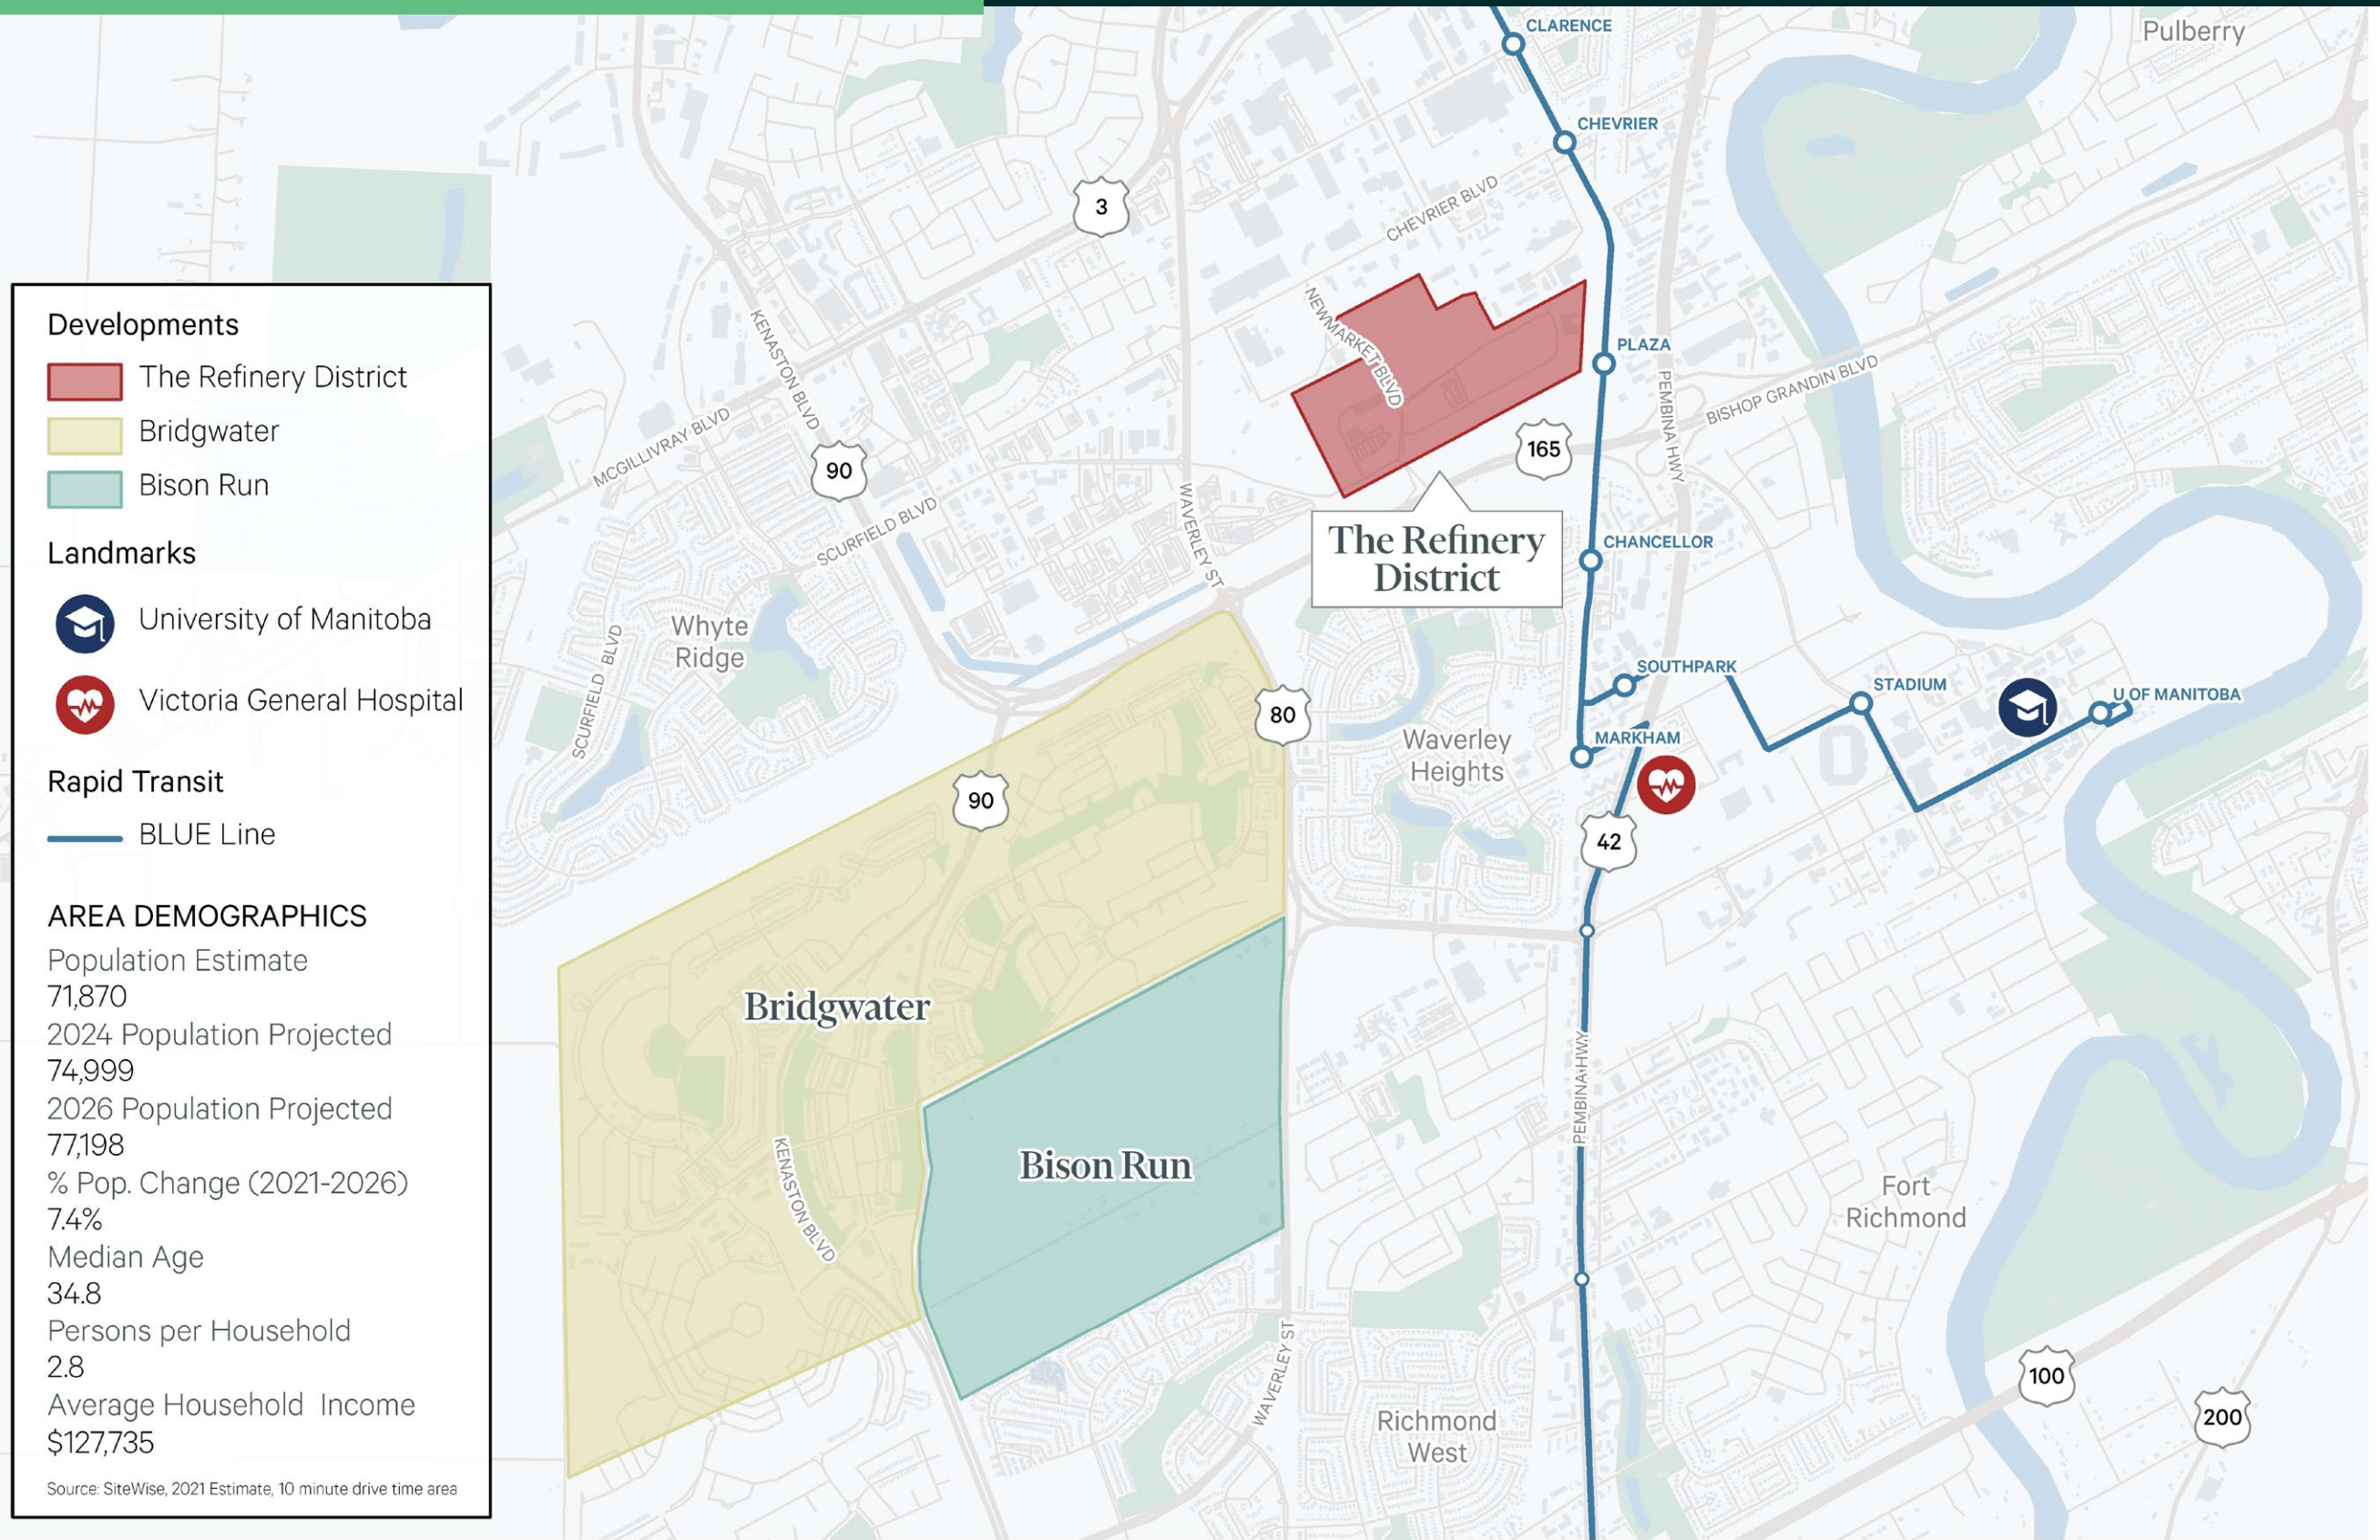 Developments
The Refinery District
Bridgwater
Bison Run
Landmarks
University of Manitoba
Victoria General Hospital
Rapid Transit
BLUE Line
AREA DEMOGRAPHICS
Population Estimate
71,870
2024 Population Projected
74,999
2026 Population Projected
77,198
% Pop. Change (2021-2026)
7.4%
Median Age
34.8
Persons per Household
2.8
Average Household Income
$127,735
Source: SiteWise, 2021 Estimate, 10 minute drive time area
CLARENCE
Pulberry
CHEVRIER
3
CHEVRIER BLVD
NEWMARKET BLVD
KENASTON BLVD
PLAZA
PEMBINA HWY
BISHOP GRANDIN BLVD
MCGILLIVRAY BLVD
90
165
SCURFIELD BLVD
WAVERLEY ST
The Refinery
District
CHANCELLOR
Whyte
Ridge
SCURFIELD BLVD
SOUTHPARK
STADIUM
U OF MANITOBA
80
Waverley
Heights
MARKHAM
90
42
Bridgwater
PEMBINA HWY
Bison Run
KENASTON BLVD
Fort
Richmond
WAVERLEY ST
100
Richmond
West
200